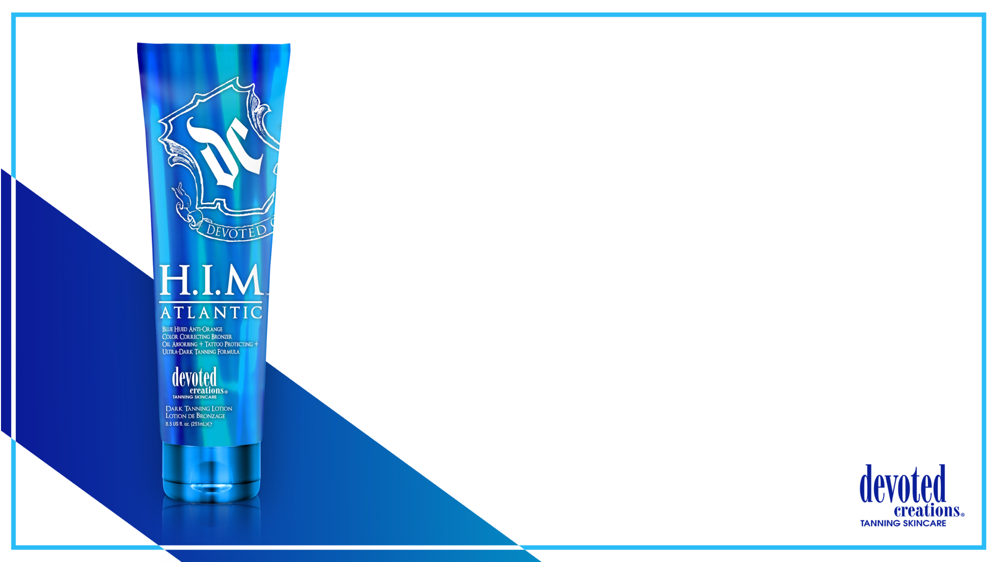 DC
DEVOTED
H.I.M™
ATLANTIC
BLUE HUED ANTI-ORANGE
COLOR CORRECTING BRONZER
OIL ABSORBING + TATTOO PROTECTING +
ULTRA-DARK TANNING FORMULA
devoted
creations®
TANNING SKINCARE
DARK TANNING LOTION
LOTION DE BRONZAGE
8.5 US fl. oz. (251mL)℮
devoted
creations®
TANNING SKINCARE